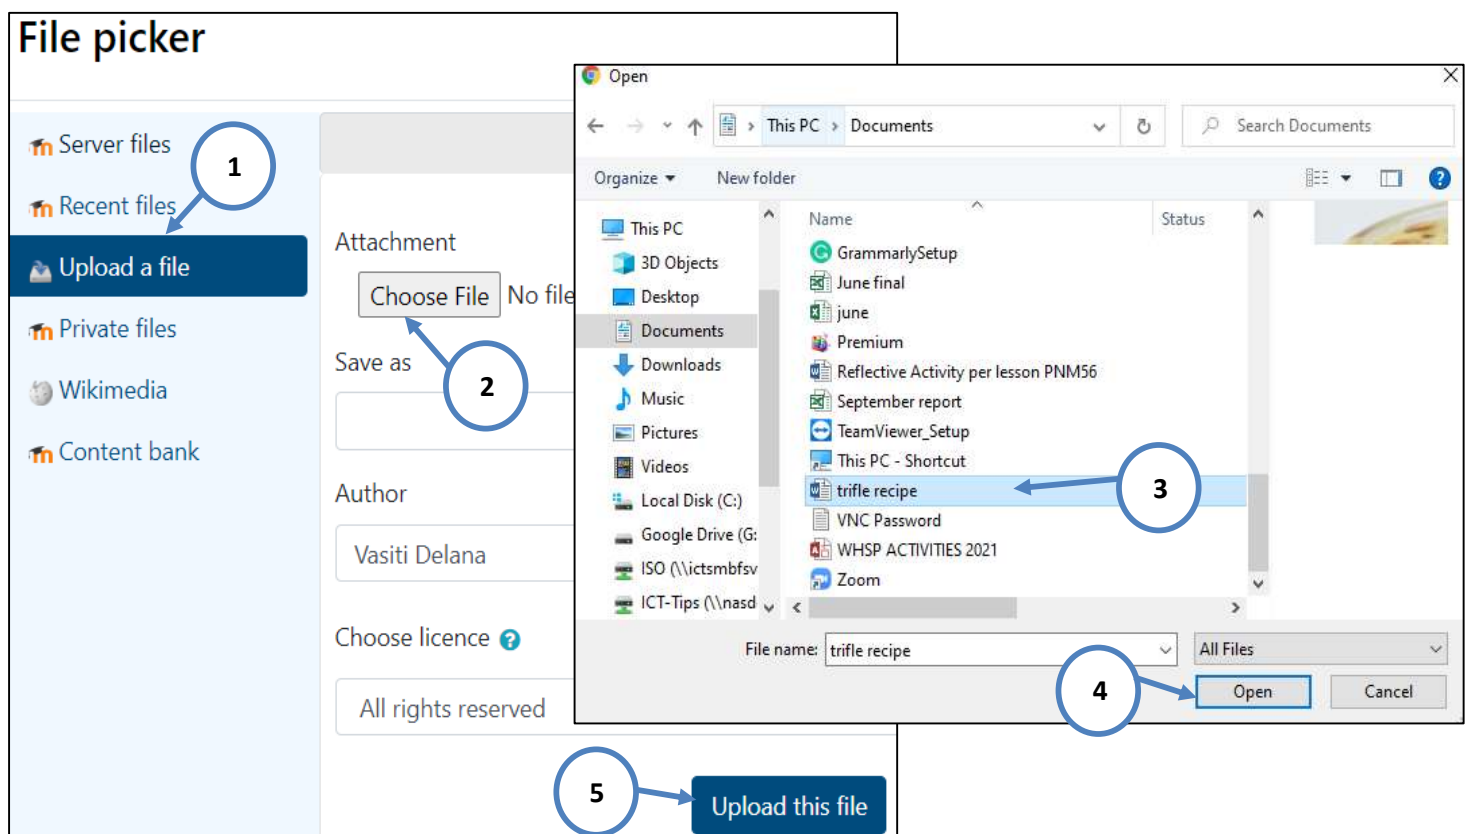 File picker
Server files
Recent files
Upload a file
Private files
Wikimedia
Content bank
1
Attachment
Choose File No file
2
Save as
Author
Vasiti Delana
Choose licence ?
All rights reserved
5
Upload this file
Open
This PC › Documents
Search Documents
Organize
New folder
?
This PC
3D Objects
Desktop
Documents
Downloads
Music
Pictures
Videos
Local Disk (C:)
Google Drive (G:
ISO (\\ictsmbfsv
ICT-Tips (\\nasd
Name Status
GrammarlySetup
June final
june
Premium
Reflective Activity per lesson PNM56
September report
TeamViewer_Setup
This PC - Shortcut
trifle recipe
3
VNC Password
WHSP ACTIVITIES 2021
Zoom
File name: trifle recipe
All Files
4
Open
Cancel